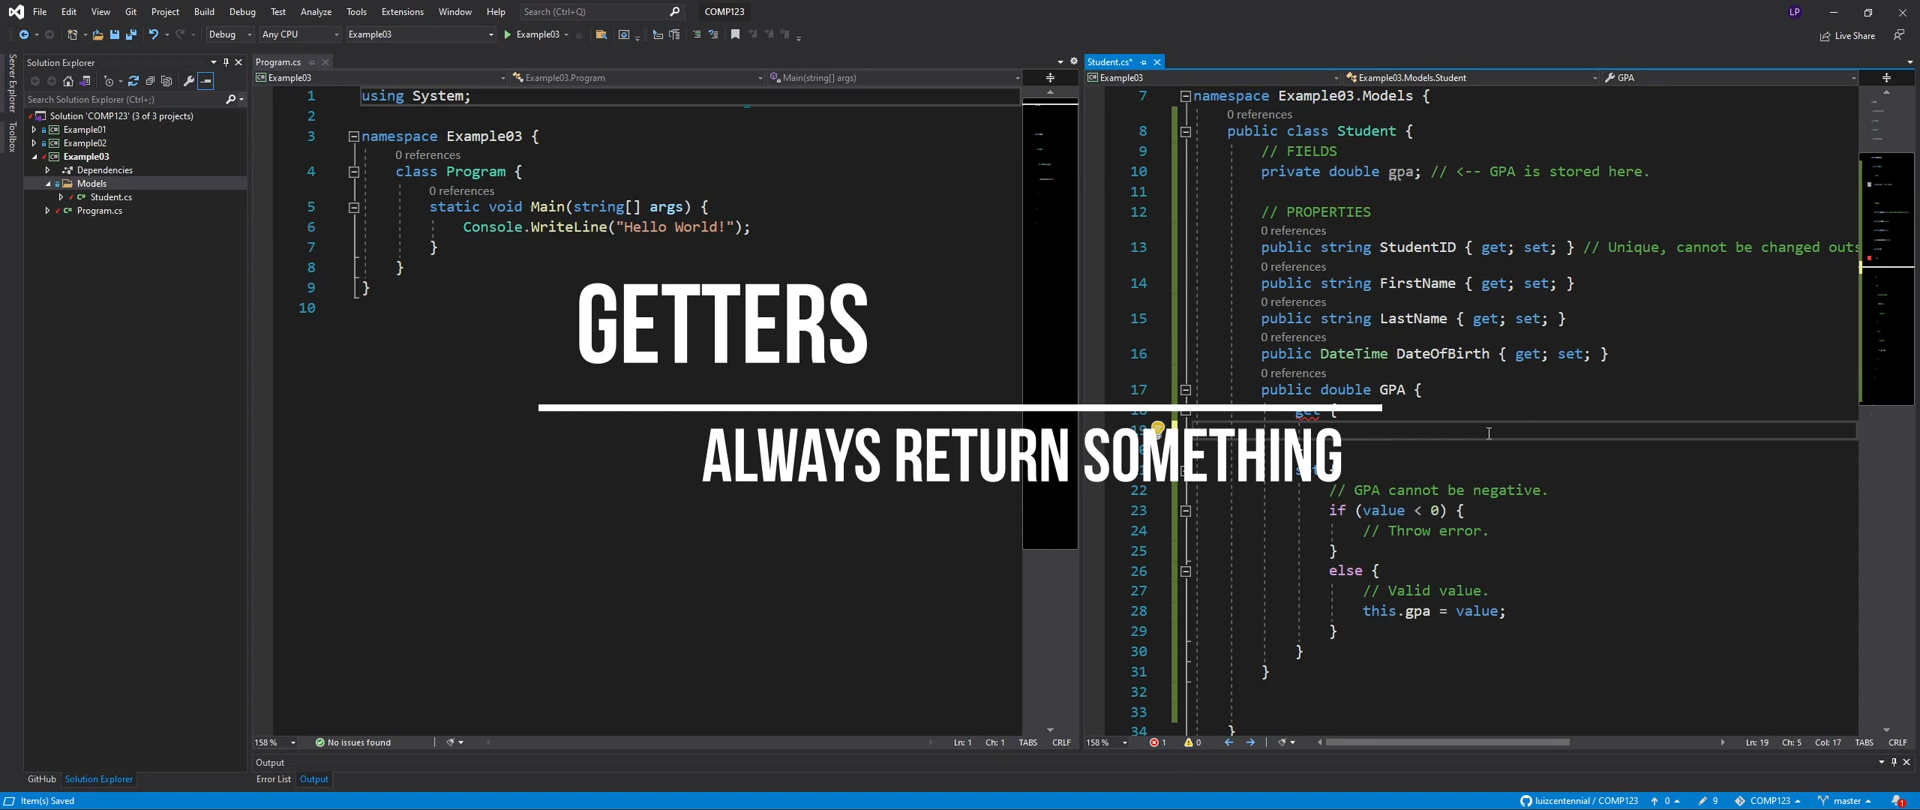 File Edit View Git Project Build Debug Test Analyze Tools Extensions Window Help Search (Ctrl+Q) COMP123 LP
Debug Any CPU Example03 Example03 Live Share
Server Explorer
Toolbox
Solution Explorer
Search Solution Explorer (Ctrl+;)
Solution 'COMP123' (3 of 3 projects)
Example01
Example02
Example03
Dependencies
Models
Student.cs
Program.cs
GitHub Solution Explorer
Program.cs
Example03 Example03.Program Main(string[] args)
1 using System;
2
3 namespace Example03 {
0 references
4 class Program {
0 references
5 static void Main(string[] args) {
6 Console.WriteLine("Hello World!");
7 }
8 }
9 }
10
GETTERS
ALWAYS RETURN SOMETHING
158 % No issues found Ln: 1 Ch: 1 TABS CRLF
Student.cs*
Example03 Example03.Models.Student GPA
7 namespace Example03.Models {
0 references
8 public class Student {
9 // FIELDS
10 private double gpa; // <-- GPA is stored here.
11
12 // PROPERTIES
0 references
13 public string StudentID { get; set; } // Unique, cannot be changed outs
0 references
14 public string FirstName { get; set; }
0 references
15 public string LastName { get; set; }
0 references
16 public DateTime DateOfBirth { get; set; }
0 references
17 public double GPA {
get {
22 // GPA cannot be negative.
23 if (value < 0) {
24 // Throw error.
25 }
26 else {
27 // Valid value.
28 this.gpa = value;
29 }
30 }
31 }
32
33
34 }
158 % 1 0 Ln: 19 Ch: 5 Col: 17 TABS CRLF
Output
Error List Output
Item(s) Saved luizcentennial / COMP123 0 9 COMP123 master 1